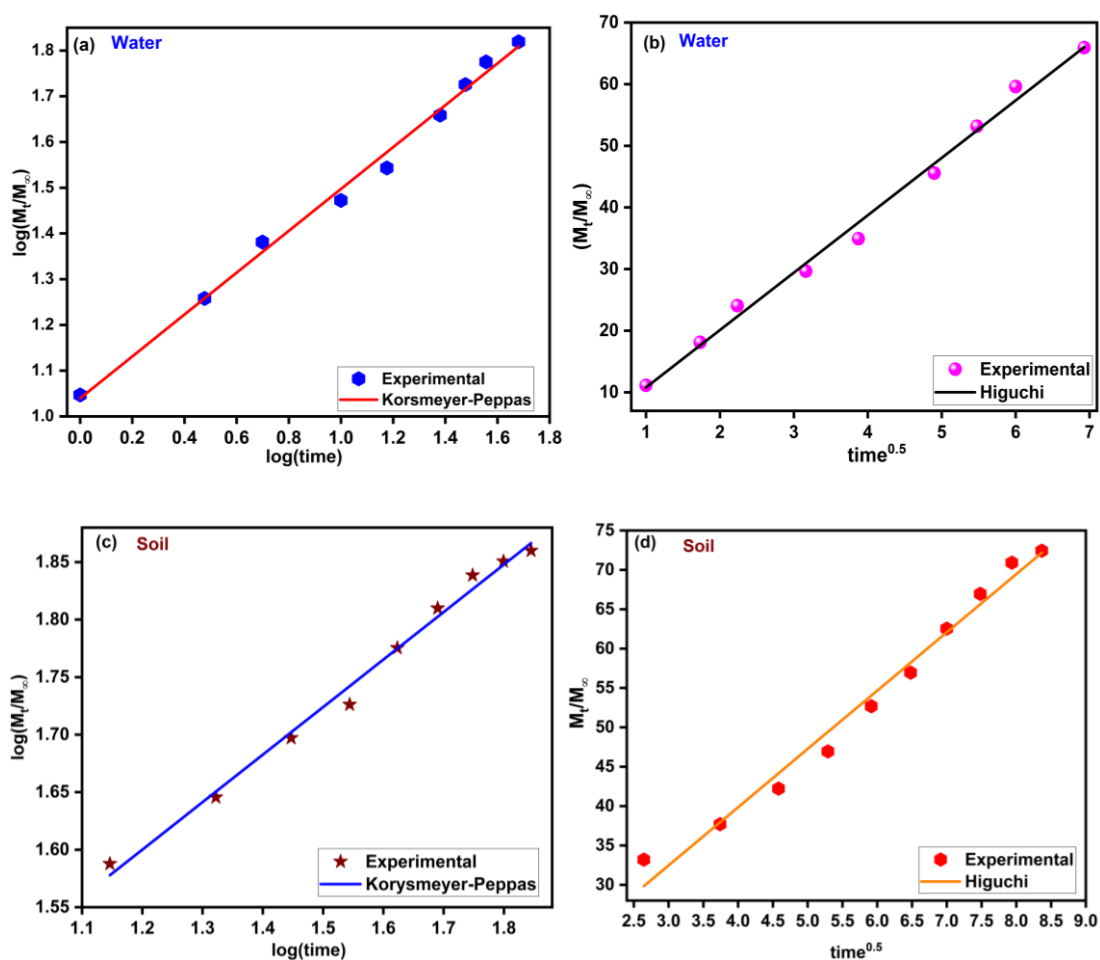 (a) Water
log(Mt/M∞)
1.8
1.7
1.6
1.5
1.4
1.3
1.2
1.1
1.0
0.0 0.2 0.4 0.6 0.8 1.0 1.2 1.4 1.6 1.8
log(time)
Experimental
Korsmeyer-Peppas
(b) Water
(Mt/M∞)
70
60
50
40
30
20
10
1 2 3 4 5 6 7
time0.5
Experimental
Higuchi
(c) Soil
log(Mt/M∞)
1.85
1.80
1.75
1.70
1.65
1.60
1.55
1.1 1.2 1.3 1.4 1.5 1.6 1.7 1.8
log(time)
Experimental
Korysmeyer-Peppas
(d) Soil
Mt/M∞
75
70
65
60
55
50
45
40
35
30
2.5 3.0 3.5 4.0 4.5 5.0 5.5 6.0 6.5 7.0 7.5 8.0 8.5 9.0
time0.5
Experimental
Higuchi